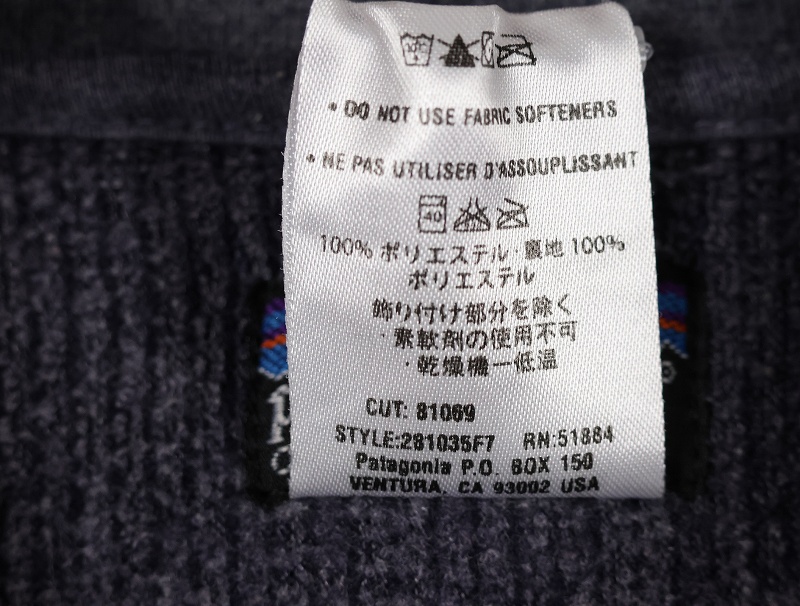 • DO NOT USE FABRIC SOFTENERS
• NE PAS UTILISER D'ASSOUPLISSANT
40
100% ポリエステル・裏地 100%
ポリエステル
飾り付け部分を除く
・素軟剤の使用不可
・乾燥機一低温
CUT: 81069
STYLE:281035F7 RN:51884
Patagonia P.O. BOX 150
VENTURA, CA 93002 USA